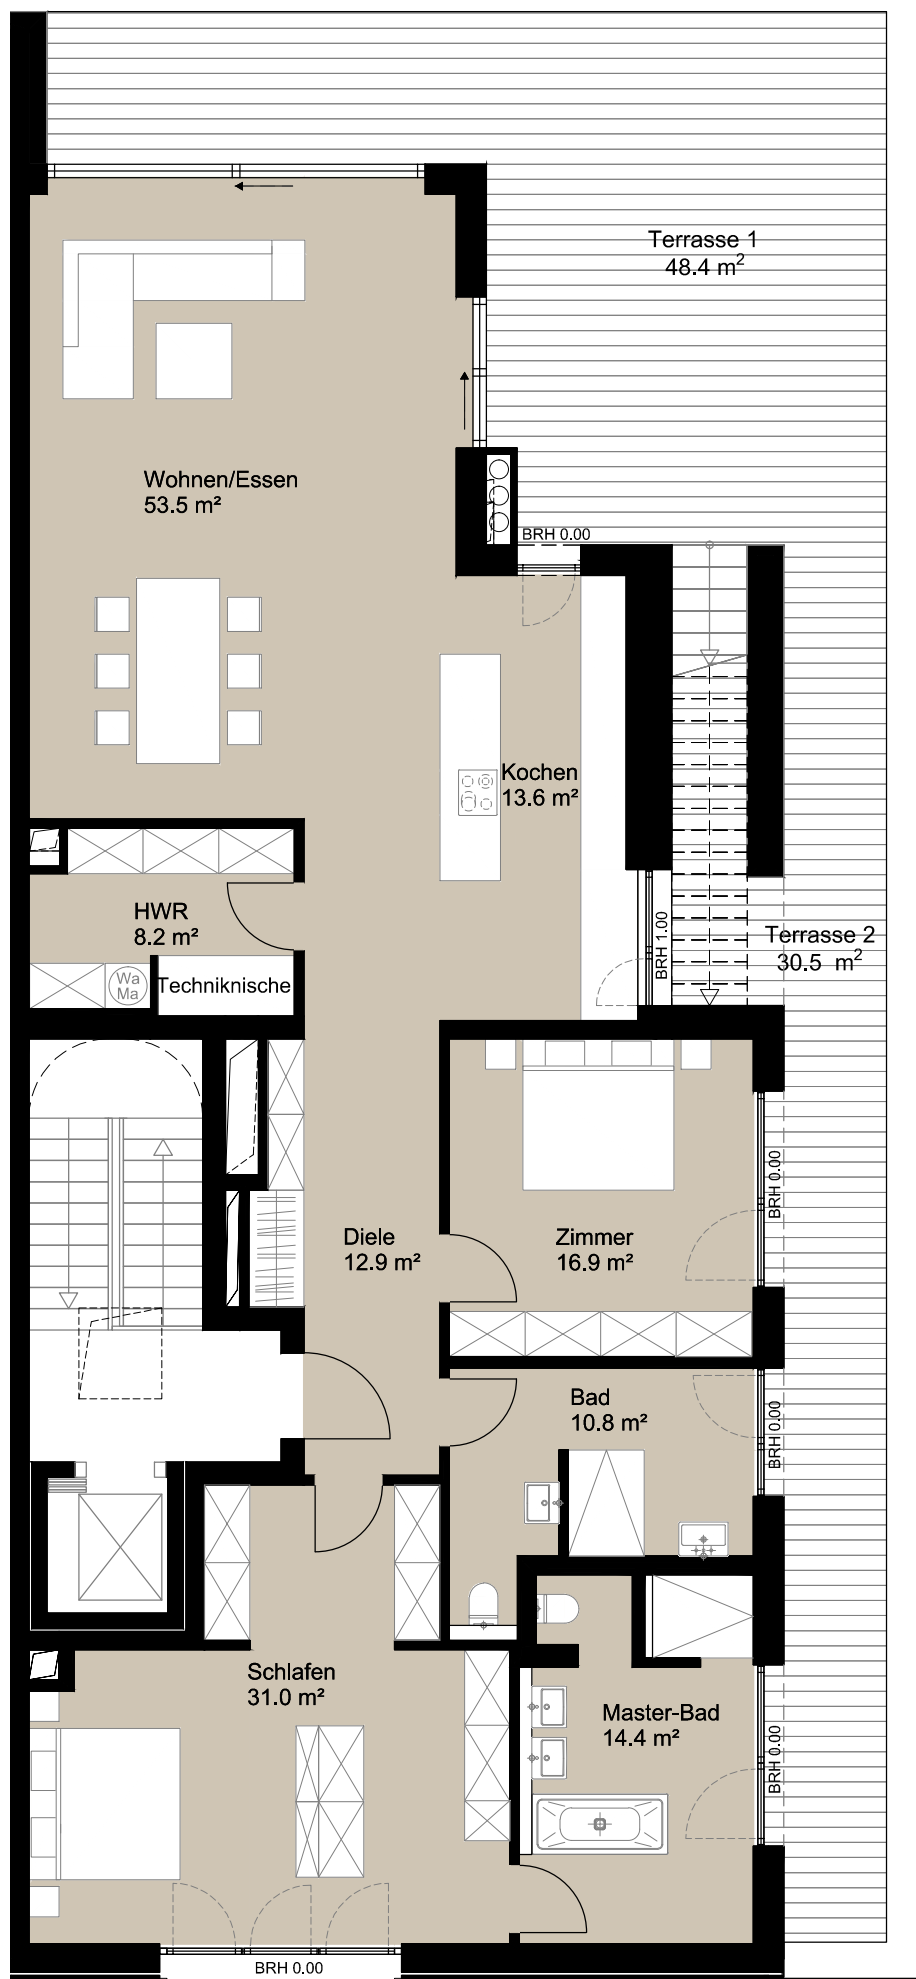 Terrasse 1
48.4 m²
Wohnen/Essen
53.5 m²
BRH 0.00
Kochen
13.6 m²
HWR
8.2 m²
BRH 1.00
Terrasse 2
30.5 m²
Wa
Ma
Techniknische
BRH 0.00
Diele
12.9 m²
Zimmer
16.9 m²
Bad
10.8 m²
BRH 0.00
Schlafen
31.0 m²
Master-Bad
14.4 m²
BRH 0.00
BRH 0.00